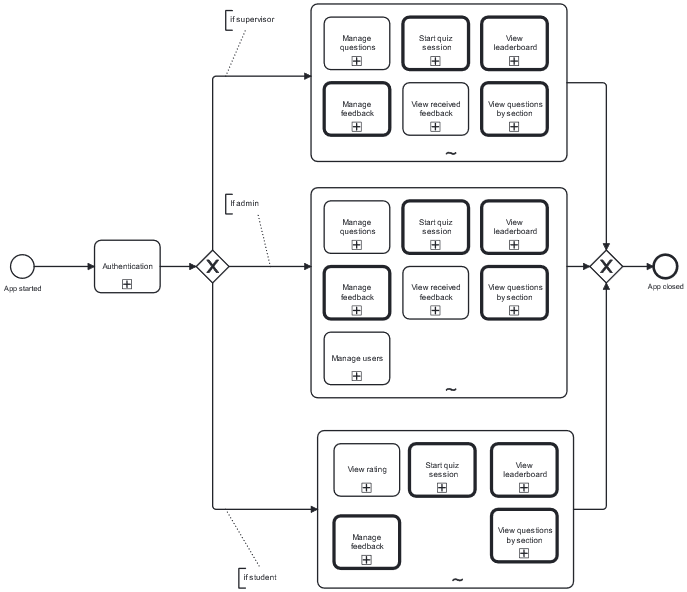 if supervisor
Manage
questions
Start quiz
session
View
leaderboard
Manage
feedback
View received
feedback
View questions
by section
If admin
App started
Authentication
Manage
questions
Start quiz
session
View
leaderboard
Manage
feedback
View received
feedback
View questions
by section
Manage users
App closed
View rating
Start quiz
session
View
leaderboard
Manage
feedback
View questions
by section
if student